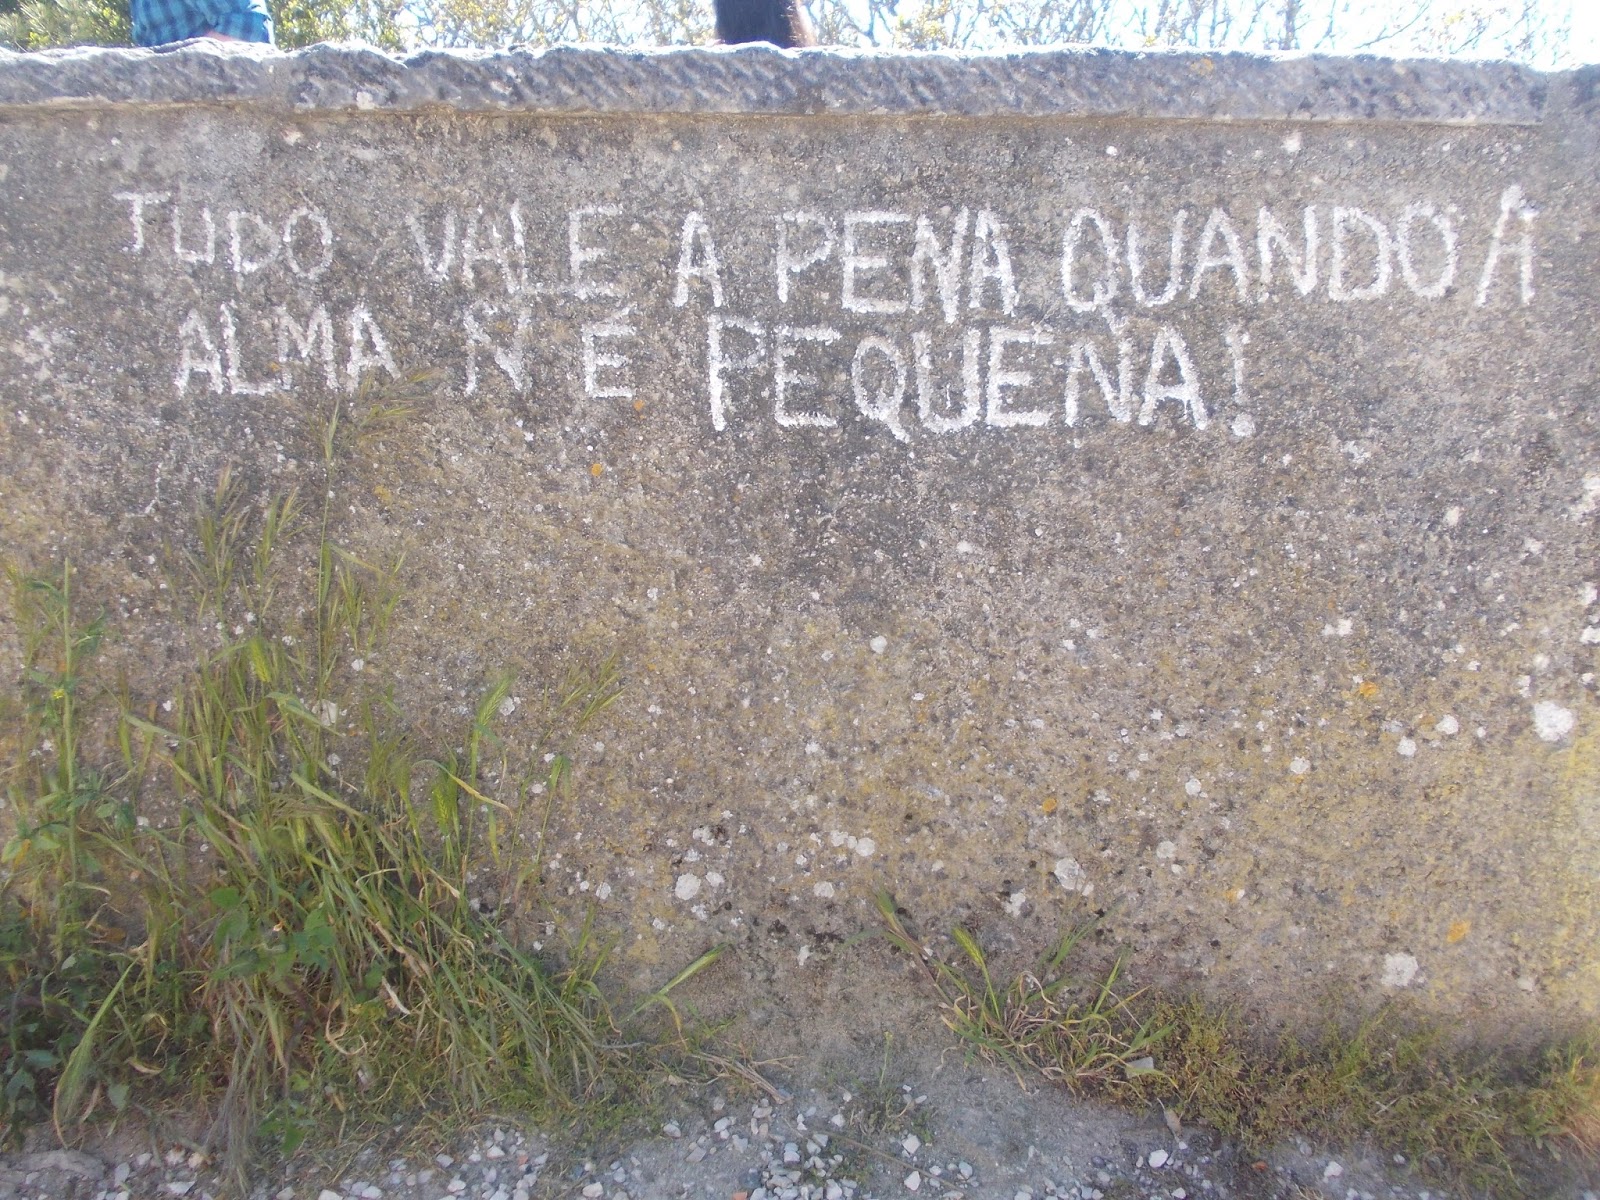 TUDO VALE A PENA QUANDO A
ALMA Ñ É PEQUENA!